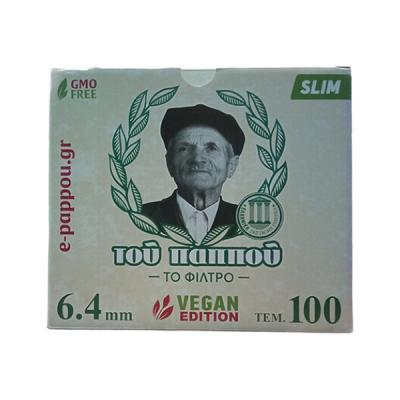 GMO
FREE
SLIM
e-pappou.gr
τοῦ παπποῦ
ΤΟ ΦΙΛΤΡΟ
6.4 mm
VEGAN
EDITION
ΤΕΜ. 100